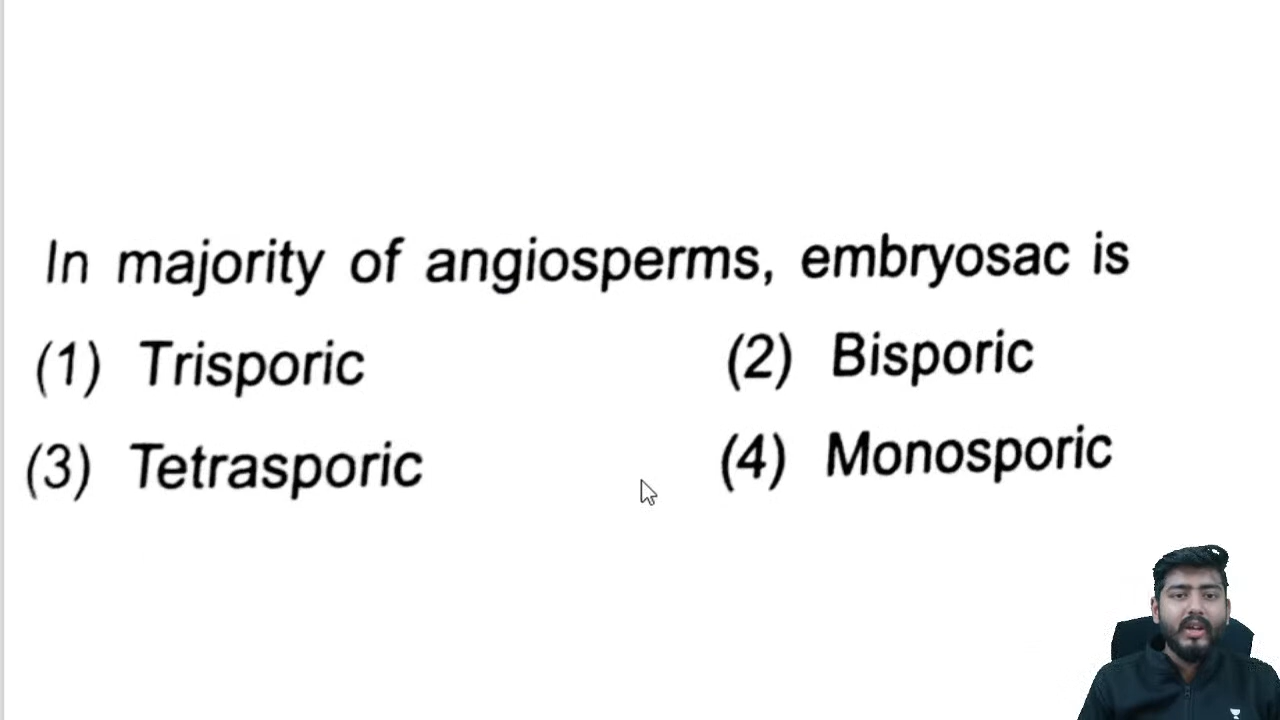 In majority of angiosperms, embryosac is
(1) Trisporic (2) Bisporic
(3) Tetrasporic (4) Monosporic